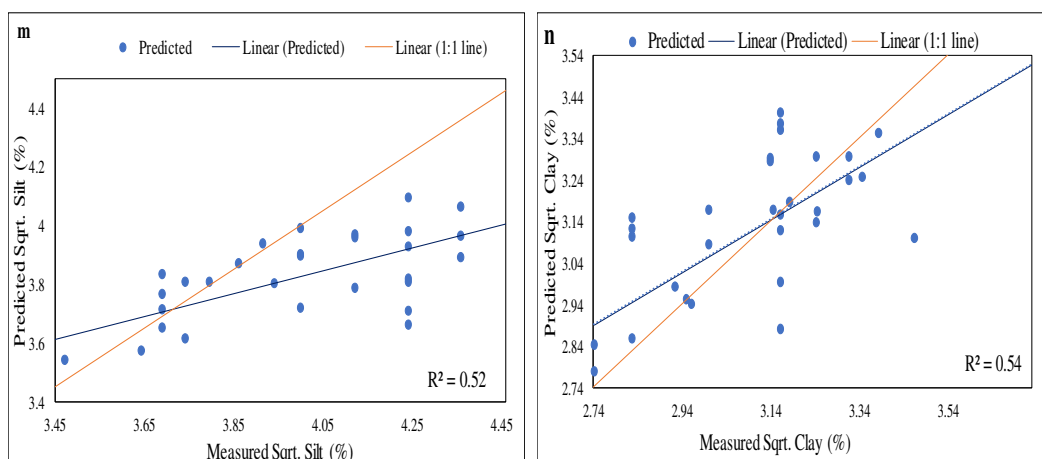 m
Predicted Linear (Predicted) Linear (1:1 line)
Predicted Sqrt. Silt (%)
4.4
4.2
4
3.8
3.6
3.4
3.45 3.65 3.85 4.05 4.25 4.45
R² = 0.52
Measured Sqrt. Silt (%)
n
Predicted Linear (Predicted) Linear (1:1 line)
Predicted Sqrt. Clay (%)
3.54
3.44
3.34
3.24
3.14
3.04
2.94
2.84
2.74
2.74 2.94 3.14 3.34 3.54
R² = 0.54
Measured Sqrt. Clay (%)